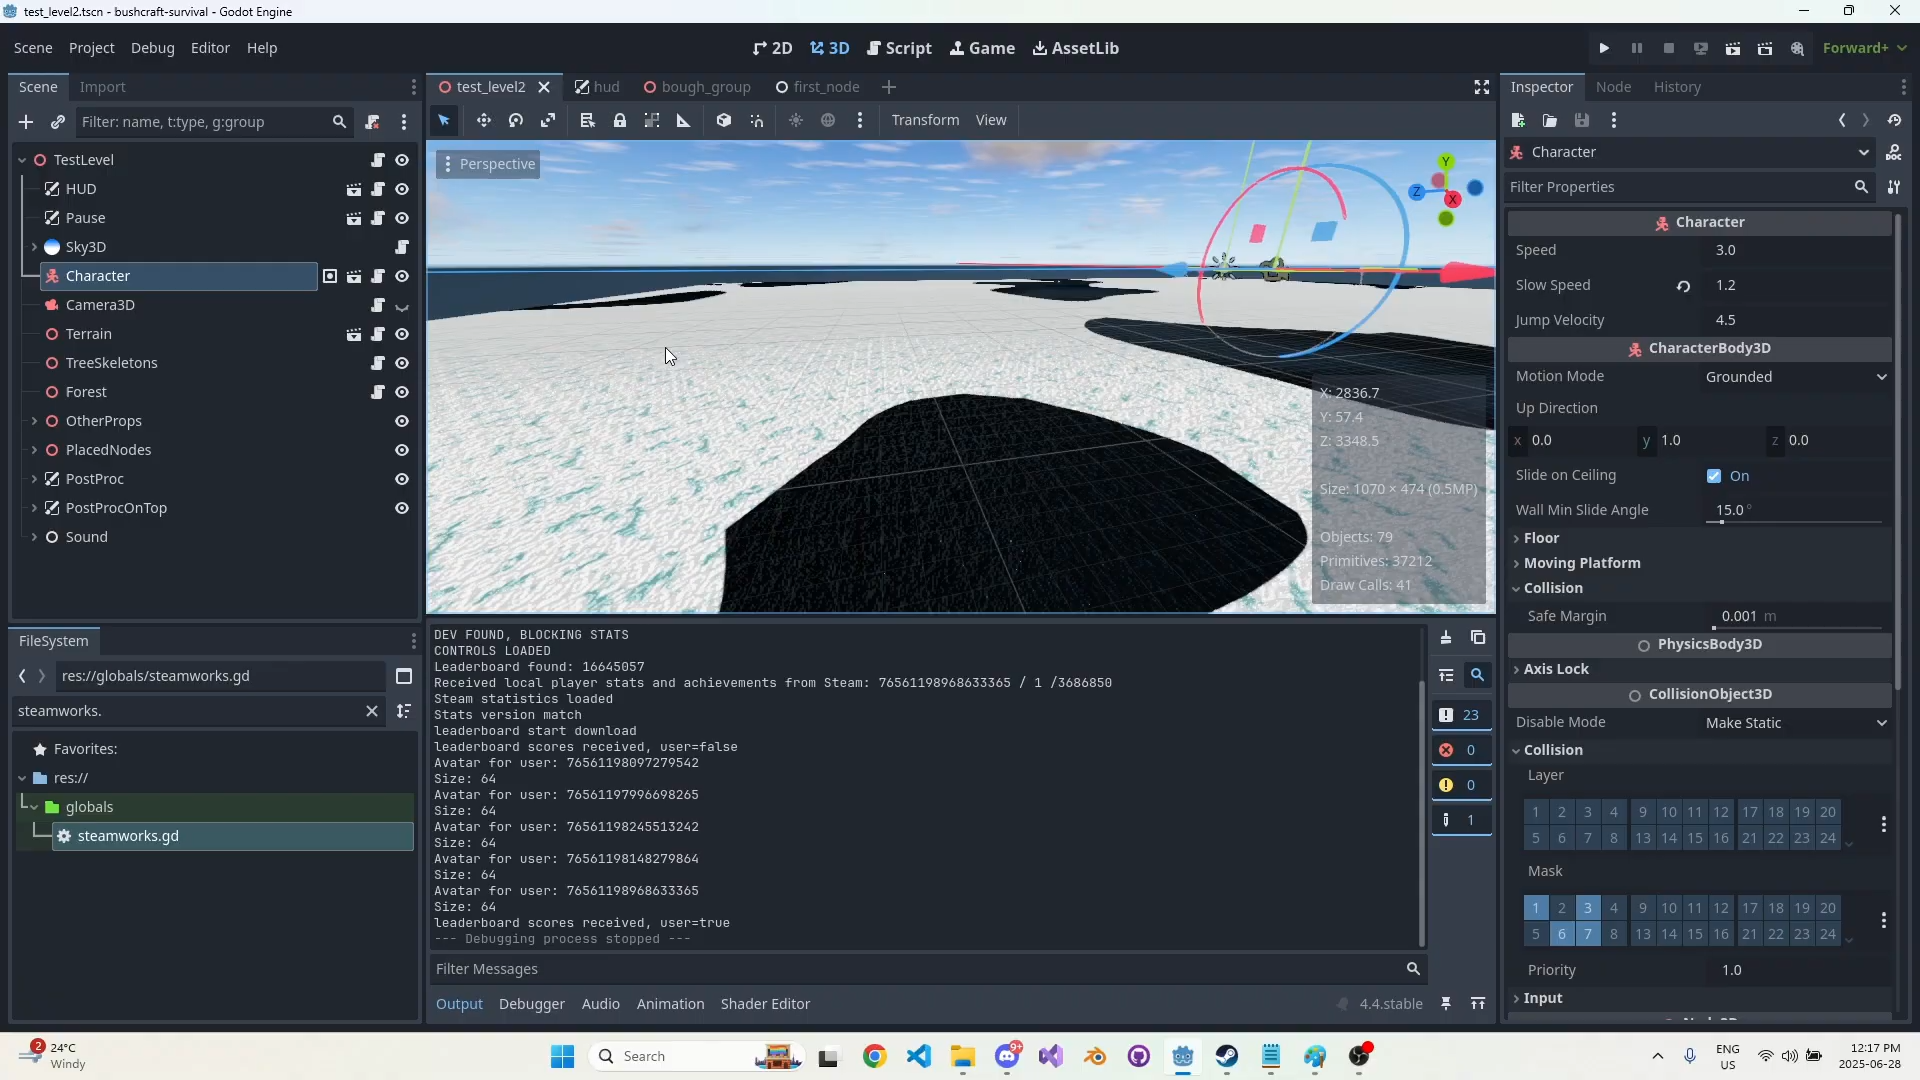 test_level2.tscn - bushcraft-survival - Godot Engine
Scene Project Debug Editor Help
2D 3D Script Game AssetLib
Forward+
Scene Import
Filter: name, t:type, g:group
TestLevel
HUD
Pause
Sky3D
Character
Camera3D
Terrain
TreeSkeletons
Forest
OtherProps
PlacedNodes
PostProc
PostProcOnTop
Sound
FileSystem
res://globals/steamworks.gd
steamworks.
Favorites:
res://
globals
steamworks.gd
test_level2 hud bough_group first_node
Transform View
Perspective
Y
Z
X
X: 2836.7
Y: 57.4
Z: 3348.5
Size: 1070 × 474 (0.5MP)
Objects: 79
Primitives: 37212
Draw Calls: 41
DEV FOUND, BLOCKING STATS
CONTROLS LOADED
Leaderboard found: 16645057
Received local player stats and achievements from Steam: 76561198968633365 / 1 /3686850
Steam statistics loaded
Stats version match
leaderboard start download
leaderboard scores received, user=false
Avatar for user: 76561198097279542
Size: 64
Avatar for user: 76561197996698265
Size: 64
Avatar for user: 76561198245513242
Size: 64
Avatar for user: 76561198148279864
Size: 64
Avatar for user: 76561198968633365
Size: 64
leaderboard scores received, user=true
--- Debugging process stopped ---
23
0
0
1
Filter Messages
Output Debugger Audio Animation Shader Editor
4.4.stable
Inspector Node History
Character
DOC
Filter Properties
Character
Speed 3.0
Slow Speed 1.2
Jump Velocity 4.5
CharacterBody3D
Motion Mode Grounded
Up Direction
x 0.0 y 1.0 z 0.0
Slide on Ceiling On
Wall Min Slide Angle 15.0 °
Floor
Moving Platform
Collision
Safe Margin 0.001 m
PhysicsBody3D
Axis Lock
CollisionObject3D
Disable Mode Make Static
Collision
Layer
1 2 3 4 9 10 11 12 17 18 19 20
5 6 7 8 13 14 15 16 21 22 23 24
Mask
1 2 3 4 9 10 11 12 17 18 19 20
5 6 7 8 13 14 15 16 21 22 23 24
Priority 1.0
Input
2
24°C
Windy
Search
9+
ENG
US
12:17 PM
2025-06-28